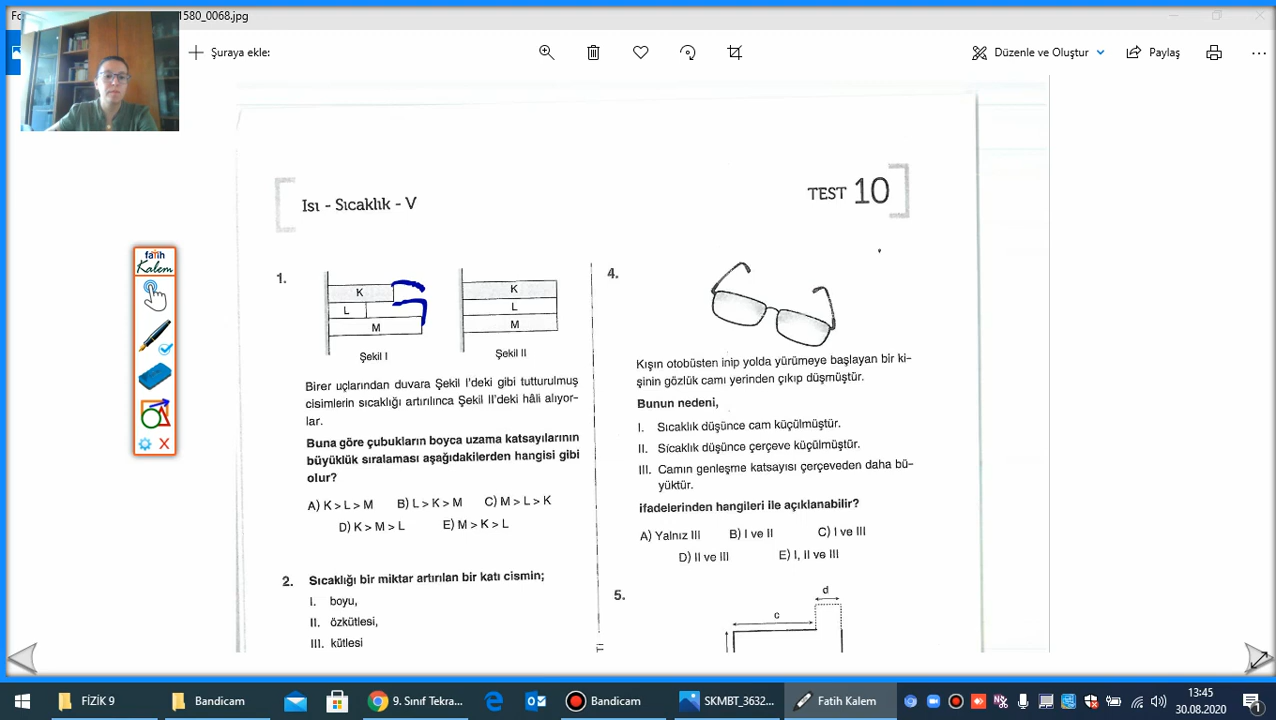 1580_0068.jpg
Şuraya ekle:
Düzenle ve Oluştur
Paylaş
Isı - Sıcaklık - V
TEST 10
fatih
Kalem
1.
K
L
M
Şekil I
K
L
M
Şekil II
Birer uçlarından duvara Şekil I'deki gibi tutturulmuş
cisimlerin sıcaklığı artırılınca Şekil II'deki hâli alıyor-
lar.
Buna göre çubukların boyca uzama katsayılarının
büyüklük sıralaması aşağıdakilerden hangisi gibi
olur?
A) K > L > M B) L > K > M C) M > L > K
D) K > M > L E) M > K > L
2. Sıcaklığı bir miktar artırılan bir katı cismin;
I. boyu,
II. özkütlesi,
III. kütlesi
4.
Kışın otobüsten inip yolda yürümeye başlayan bir ki-
şinin gözlük camı yerinden çıkıp düşmüştür.
Bunun nedeni,
I. Sıcaklık düşünce cam küçülmüştür.
II. Sıcaklık düşünce çerçeve küçülmüştür.
III. Camın genleşme katsayısı çerçeveden daha bü-
yüktür.
ifadelerinden hangileri ile açıklanabilir?
A) Yalnız III B) I ve II C) I ve III
D) II ve III E) I, II ve III
5.
d
c
FİZİK 9
Bandicam
9. Sınıf Tekra...
Bandicam
SKMBT_3632...
Fatih Kalem
13:45
30.08.2020